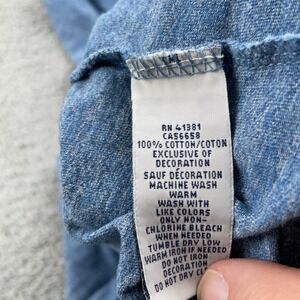 RN 41381
CA56658
100% COTTON/COTON
EXCLUSIVE OF
DECORATION
SAUF DÉCORATION
MACHINE WASH
WARM
WASH WITH
LIKE COLORS
ONLY NON-
CHLORINE BLEACH
WHEN NEEDED
TUMBLE DRY LOW
WARM IRON IF NEEDED
DO NOT IRON
DECORATION
DO NOT DRY